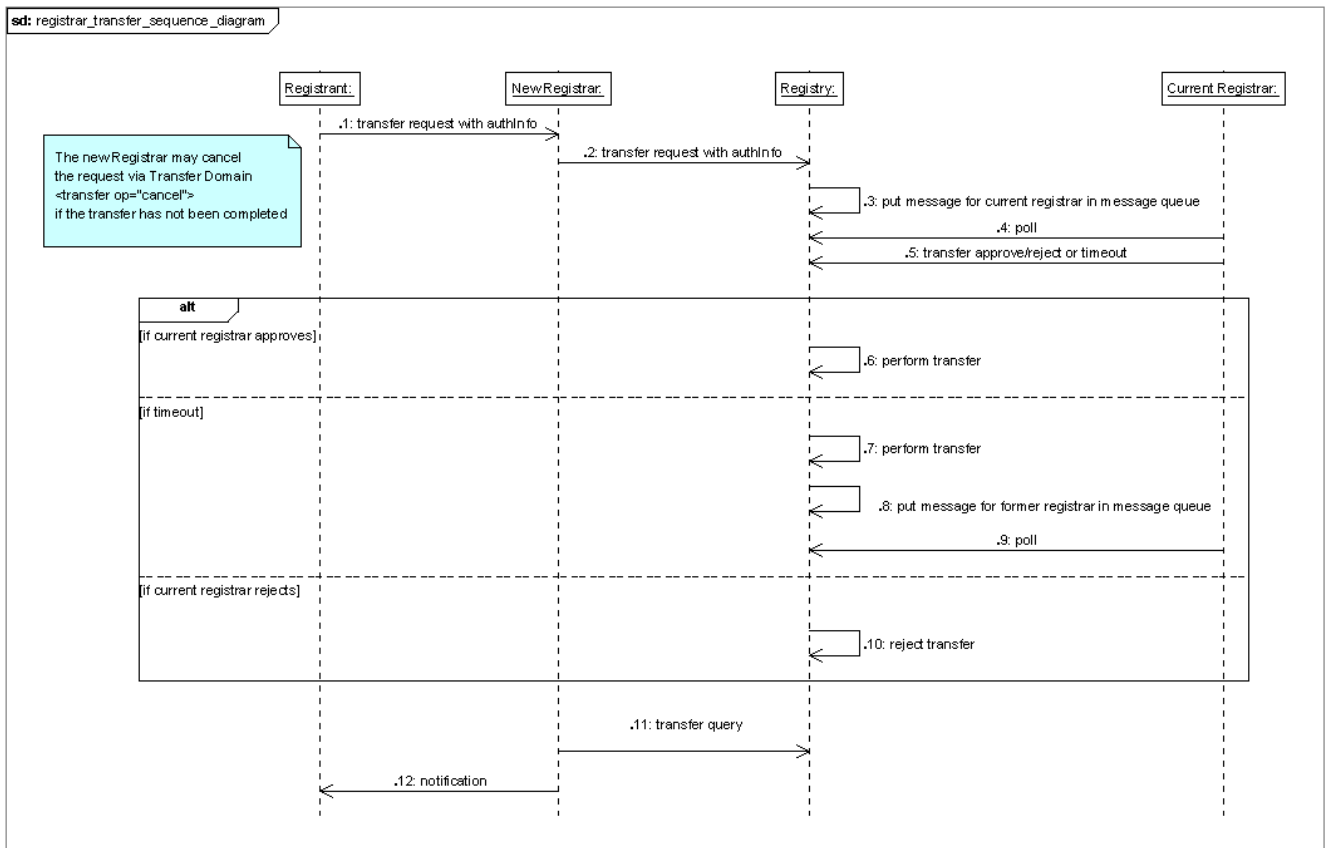 sd: registrar_transfer_sequence_diagram
Registrant:
NewRegistrar:
Registry:
Current Registrar:
.1: transfer request with authInfo
The newRegistrar may cancel
the request via Transfer Domain
<transfer op="cancel">
if the transfer has not been completed
.2: transfer request with authInfo
.3: put message for current registrar in message queue
.4: poll
.5: transfer approve/reject or timeout
alt
[if current registrar approves]
.6: perform transfer
[if timeout]
.7: perform transfer
.8: put message for former registrar in message queue
.9: poll
[if current registrar rejects]
.10: reject transfer
.11: transfer query
.12: notification